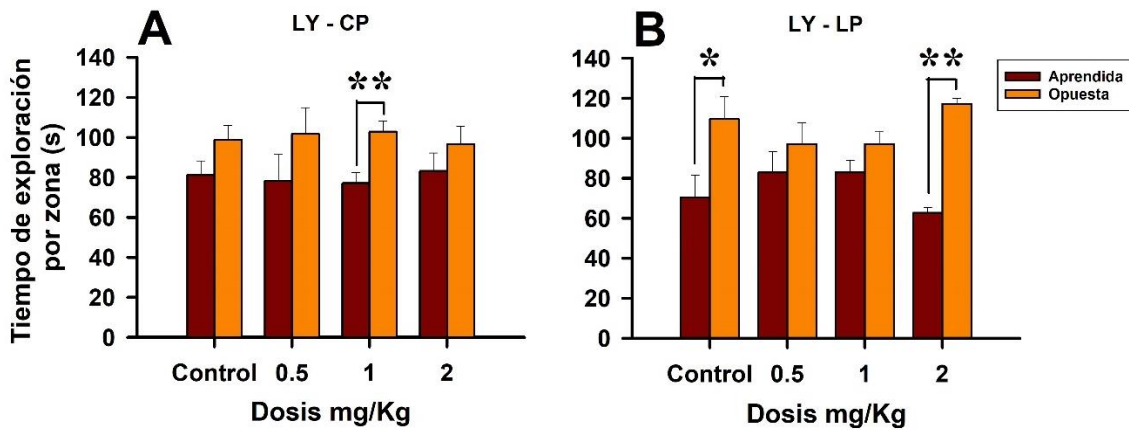 A
LY - CP
Tiempo de exploración
por zona (s)
140
120
100
80
60
40
20
0
**
Control 0.5 1 2
Dosis mg/Kg
B
LY - LP
140
120
100
80
60
40
20
0
*
**
Control 0.5 1 2
Dosis mg/Kg
Aprendida
Opuesta